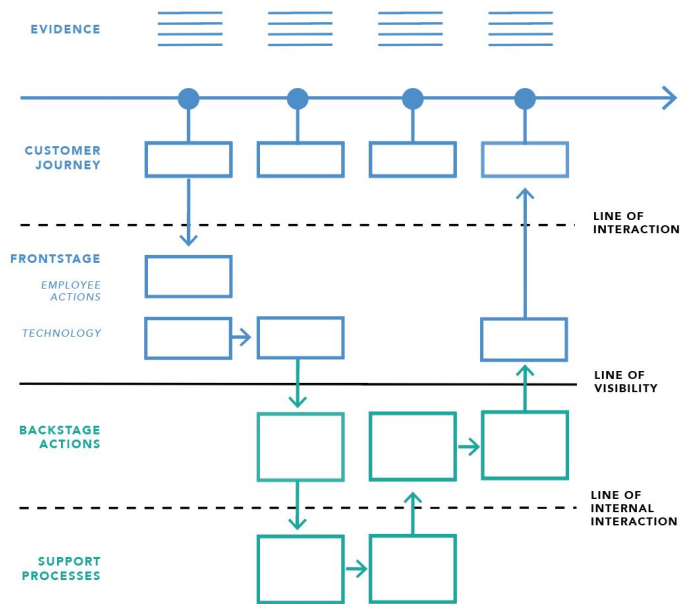 EVIDENCE
CUSTOMER
JOURNEY
LINE OF
INTERACTION
FRONTSTAGE
EMPLOYEE
ACTIONS
TECHNOLOGY
LINE OF
VISIBILITY
BACKSTAGE
ACTIONS
LINE OF
INTERNAL
INTERACTION
SUPPORT
PROCESSES